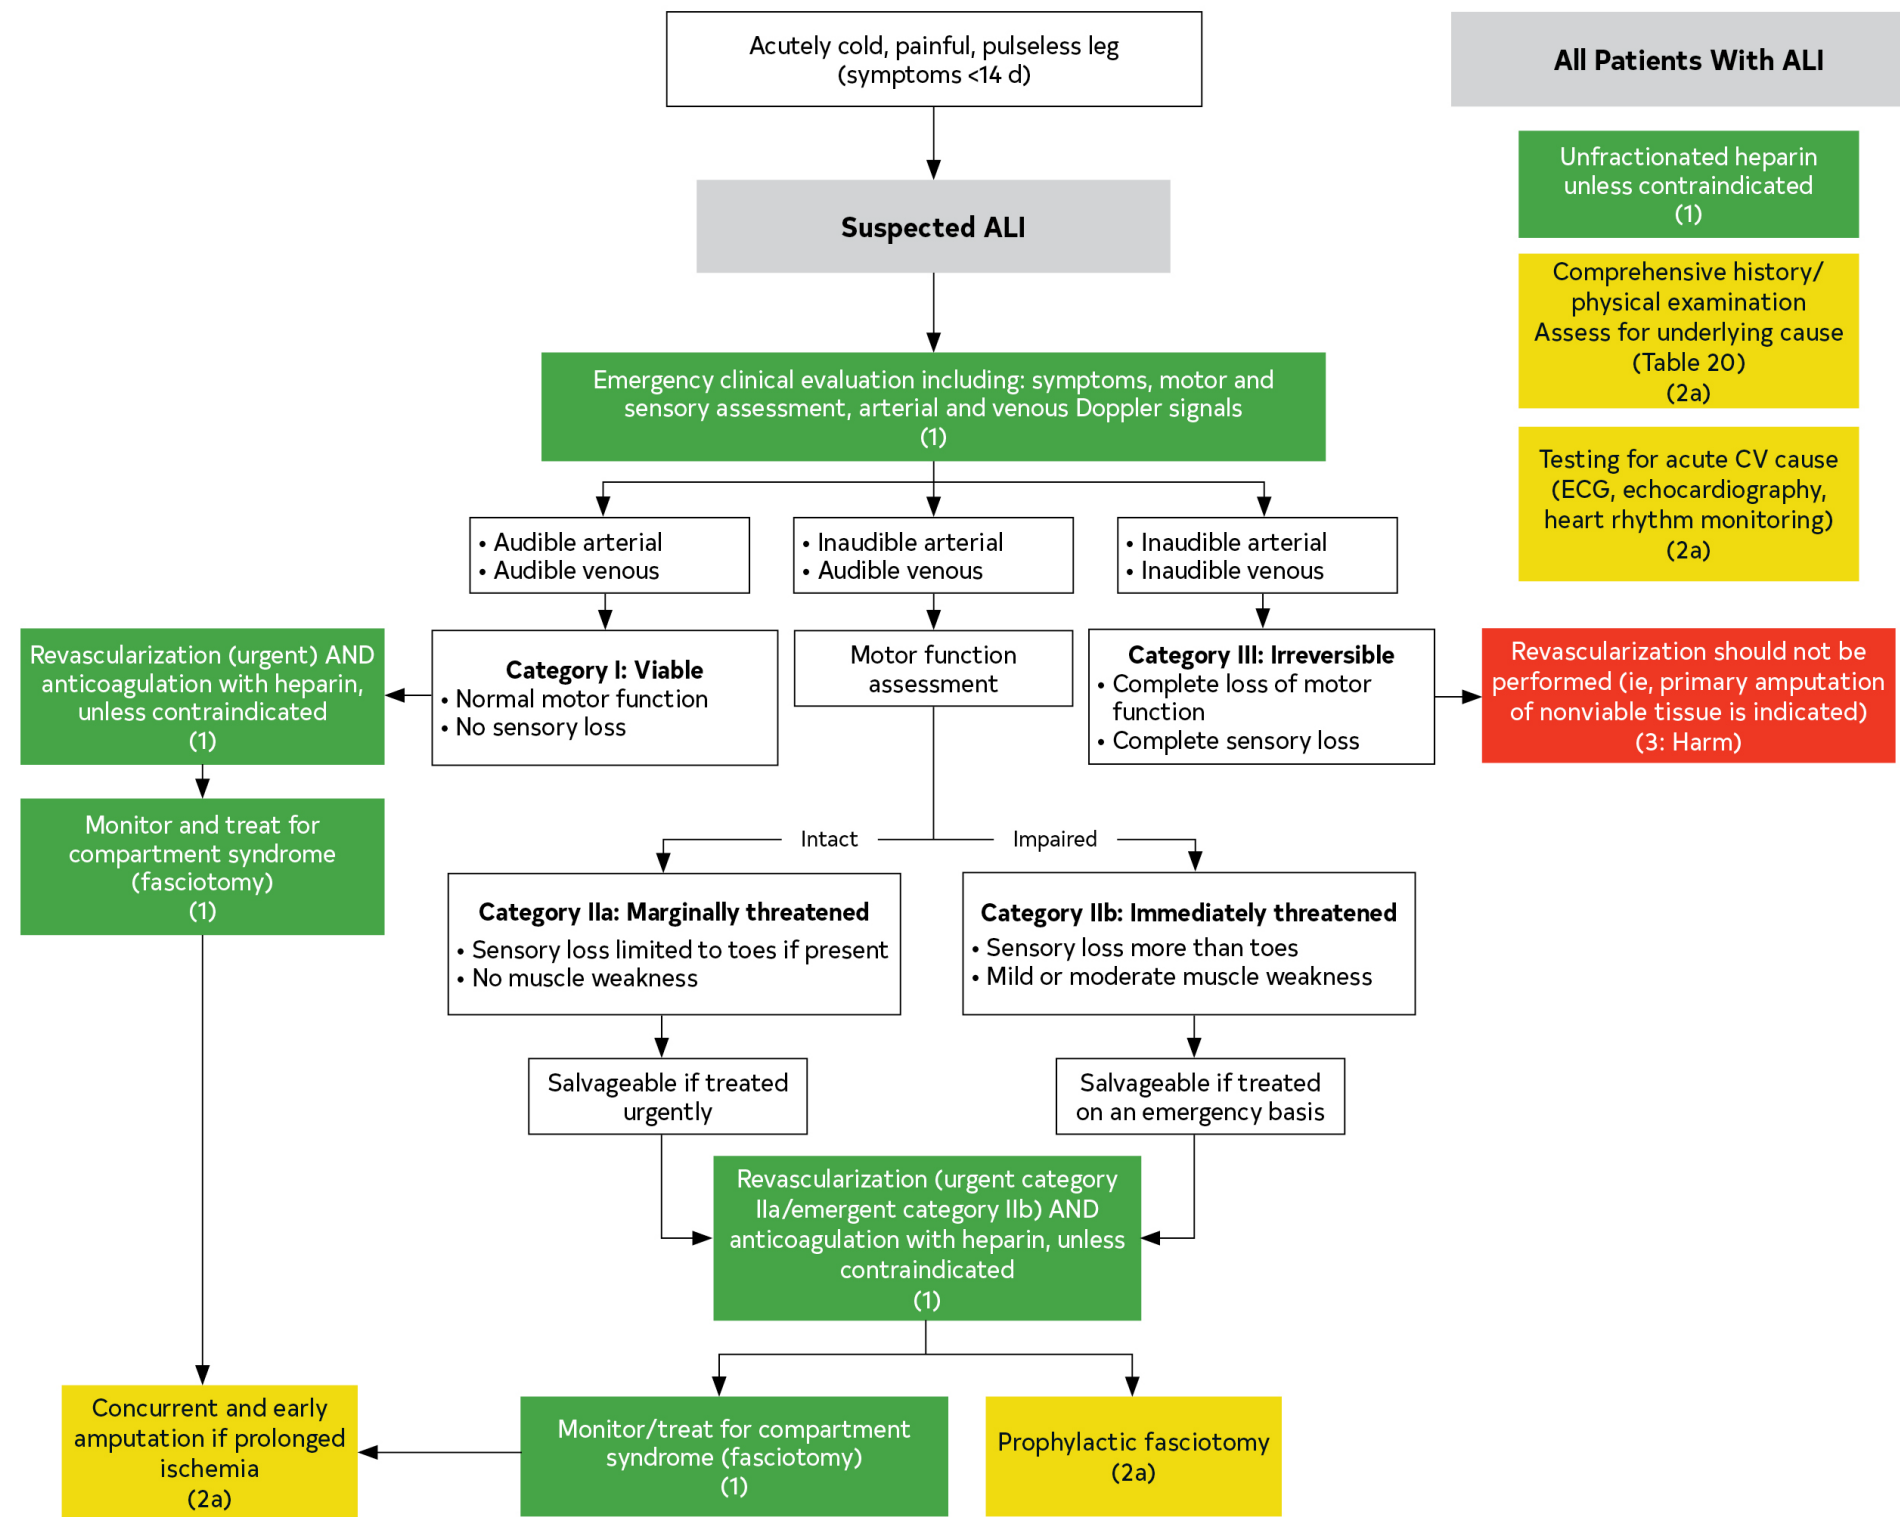 Acutely cold, painful, pulseless leg
(symptoms <14 d)
Suspected ALI
Emergency clinical evaluation including: symptoms, motor and
sensory assessment, arterial and venous Doppler signals
(1)
• Audible arterial
• Audible venous
• Inaudible arterial
• Audible venous
• Inaudible arterial
• Inaudible venous
Revascularization (urgent) AND
anticoagulation with heparin,
unless contraindicated
(1)
Category I: Viable
• Normal motor function
• No sensory loss
Motor function
assessment
Category III: Irreversible
• Complete loss of motor
function
• Complete sensory loss
Revascularization should not be
performed (ie, primary amputation
of nonviable tissue is indicated)
(3: Harm)
Monitor and treat for
compartment syndrome
(fasciotomy)
(1)
Intact
Impaired
Category IIa: Marginally threatened
• Sensory loss limited to toes if present
• No muscle weakness
Category IIb: Immediately threatened
• Sensory loss more than toes
• Mild or moderate muscle weakness
Salvageable if treated
urgently
Salvageable if treated
on an emergency basis
Revascularization (urgent category
IIa/emergent category IIb) AND
anticoagulation with heparin, unless
contraindicated
(1)
Concurrent and early
amputation if prolonged
ischemia
(2a)
Monitor/treat for compartment
syndrome (fasciotomy)
(1)
Prophylactic fasciotomy
(2a)
All Patients With ALI
Unfractionated heparin
unless contraindicated
(1)
Comprehensive history/
physical examination
Assess for underlying cause
(Table 20)
(2a)
Testing for acute CV cause
(ECG, echocardiography,
heart rhythm monitoring)
(2a)